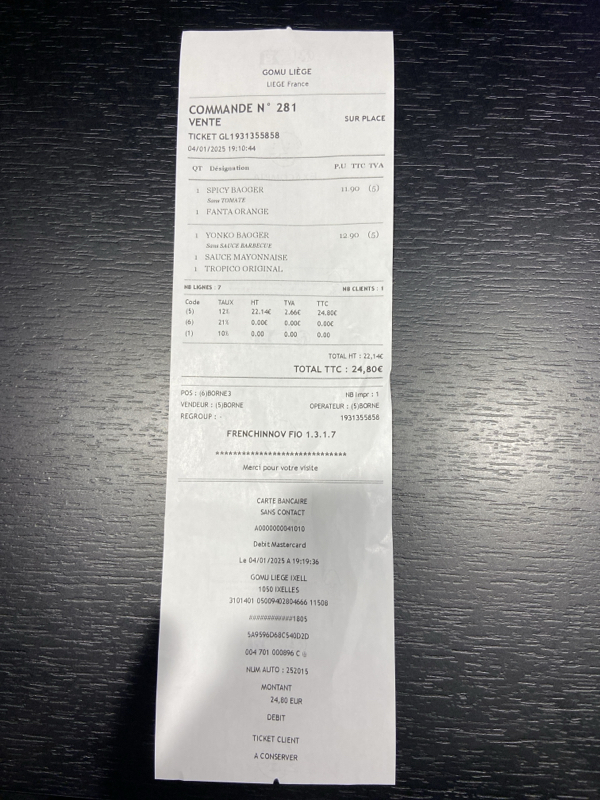 GOMU LIÈGE
LIEGE France
COMMANDE N° 281
VENTE SUR PLACE
TICKET GL1931355858
04/01/2025 19:10:44
QT Désignation P.U TTC TVA
1 SPICY BAOGER 11.90 (5)
Sans TOMATE
1 FANTA ORANGE
1 YONKO BAOGER 12.90 (5)
Sans SAUCE BARBECUE
1 SAUCE MAYONNAISE
1 TROPICO ORIGINAL
NB LIGNES : 7 NB CLIENTS : 1
Code TAUX HT TVA TTC
(5) 12% 22.14€ 2.66€ 24.80€
(6) 21% 0.00€ 0.00€ 0.00€
(1) 10% 0.00 0.00 0.00
TOTAL HT : 22,14€
TOTAL TTC : 24,80€
POS : (6)BORNE3 NB Impr : 1
VENDEUR : (5)BORNE OPERATEUR : (5)BORNE
REGROUP : - 1931355858
FRENCHINNOV FIO 1.3.1.7
******************************
Merci pour votre visite
CARTE BANCAIRE
SANS CONTACT
A0000000041010
Debit Mastercard
Le 04/01/2025 A 19:19:36
GOMU LIEGE IXELL
1050 IXELLES
3101401 05009402804666 11508
############1805
5A9596D68C540D2D
004 701 000896 C @
NUM AUTO : 252015
MONTANT
24,80 EUR
DEBIT
TICKET CLIENT
A CONSERVER